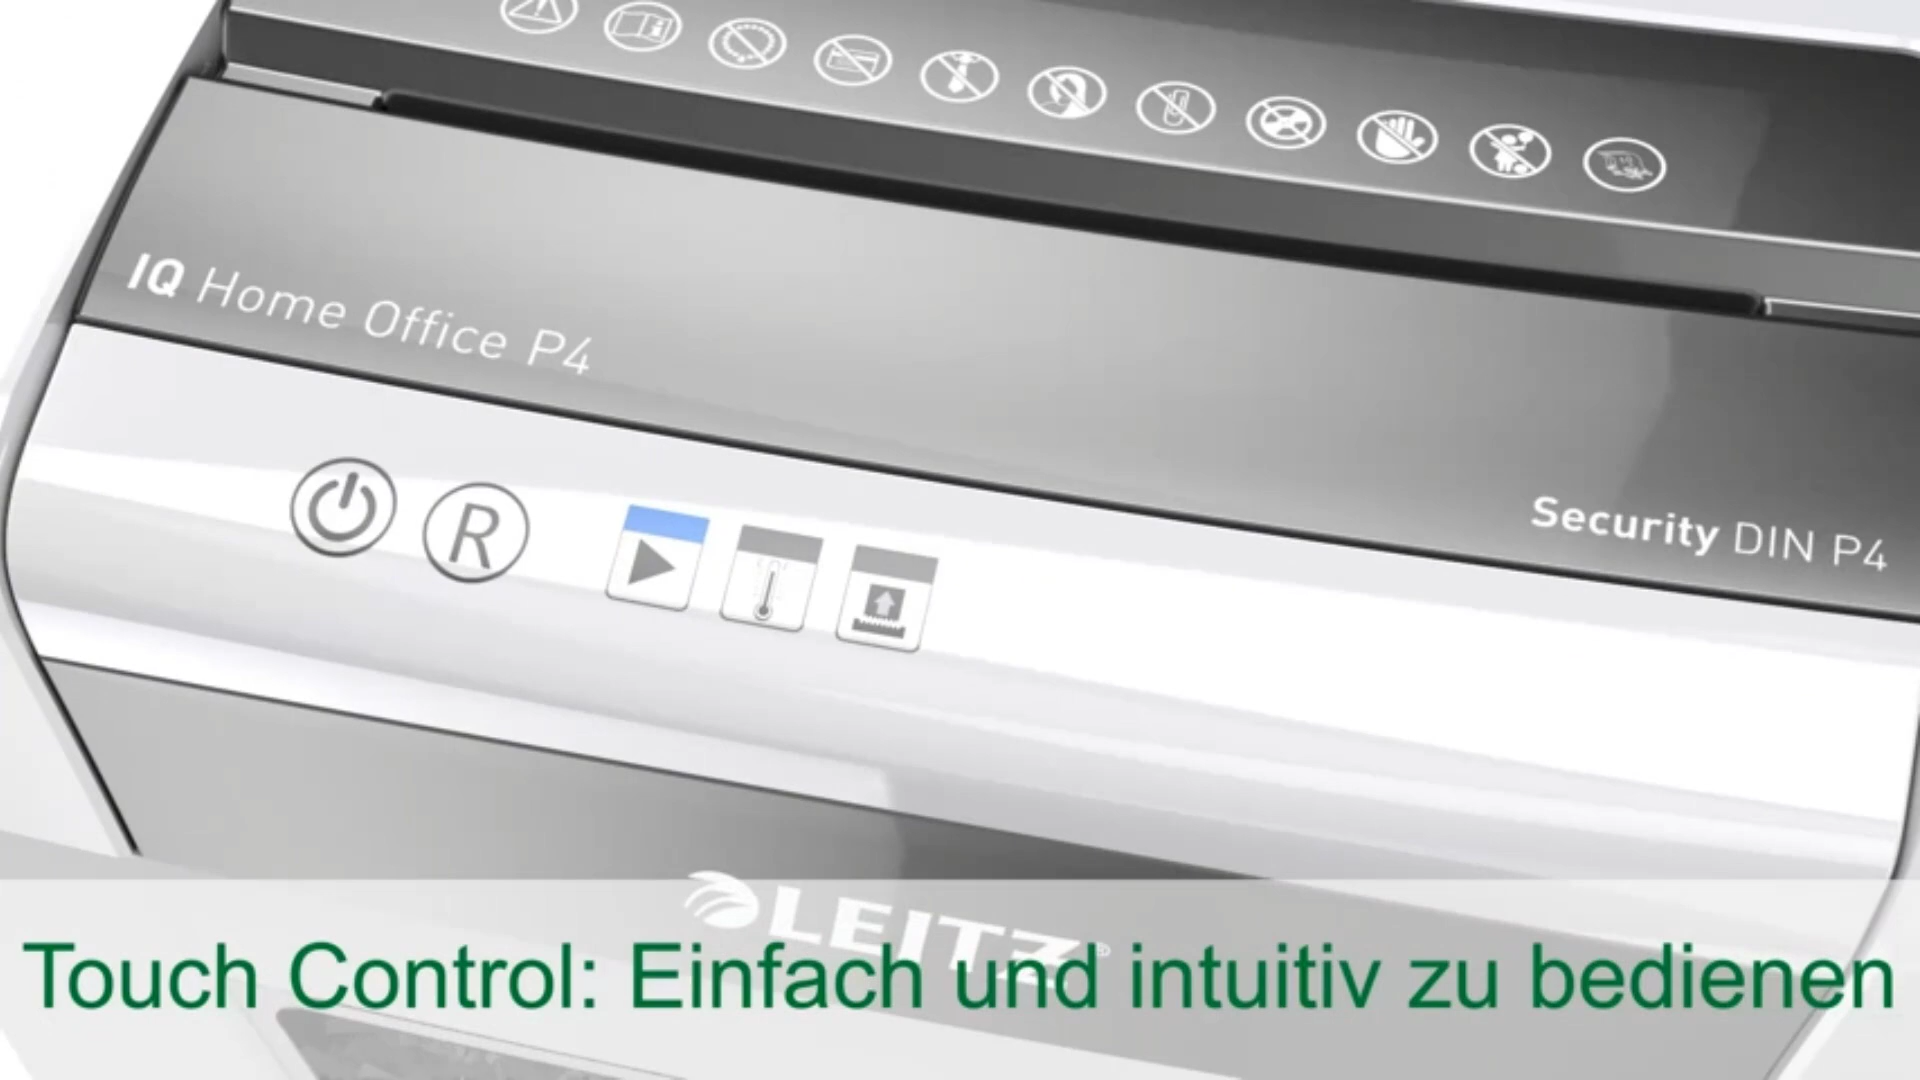 IQ Home Office P4
Security DIN P4
R
LEITZ®
Touch Control: Einfach und intuitiv zu bedienen